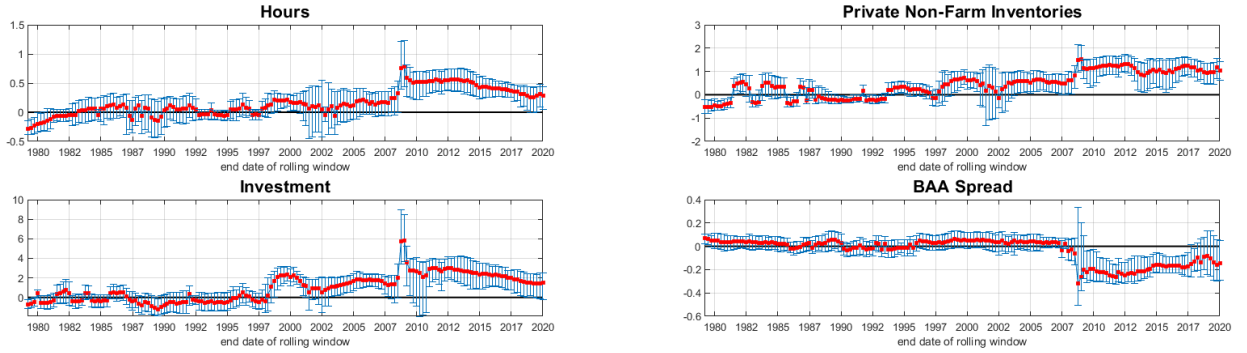 Hours
1.5
1
0.5
0
-0.5
1980 1982 1985 1987 1990 1992 1995 1997 2000 2002 2005 2007 2010 2012 2015 2017 2020
end date of rolling window
Private Non-Farm Inventories
3
2
1
0
-1
-2
1980 1982 1985 1987 1990 1992 1995 1997 2000 2002 2005 2007 2010 2012 2015 2017 2020
end date of rolling window
Investment
10
8
6
4
2
0
1980 1982 1985 1987 1990 1992 1995 1997 2000 2002 2005 2007 2010 2012 2015 2017 2020
end date of rolling window
BAA Spread
0.4
0.2
0
-0.2
-0.4
-0.6
1980 1982 1985 1987 1990 1992 1995 1997 2000 2002 2005 2007 2010 2012 2015 2017 2020
end date of rolling window